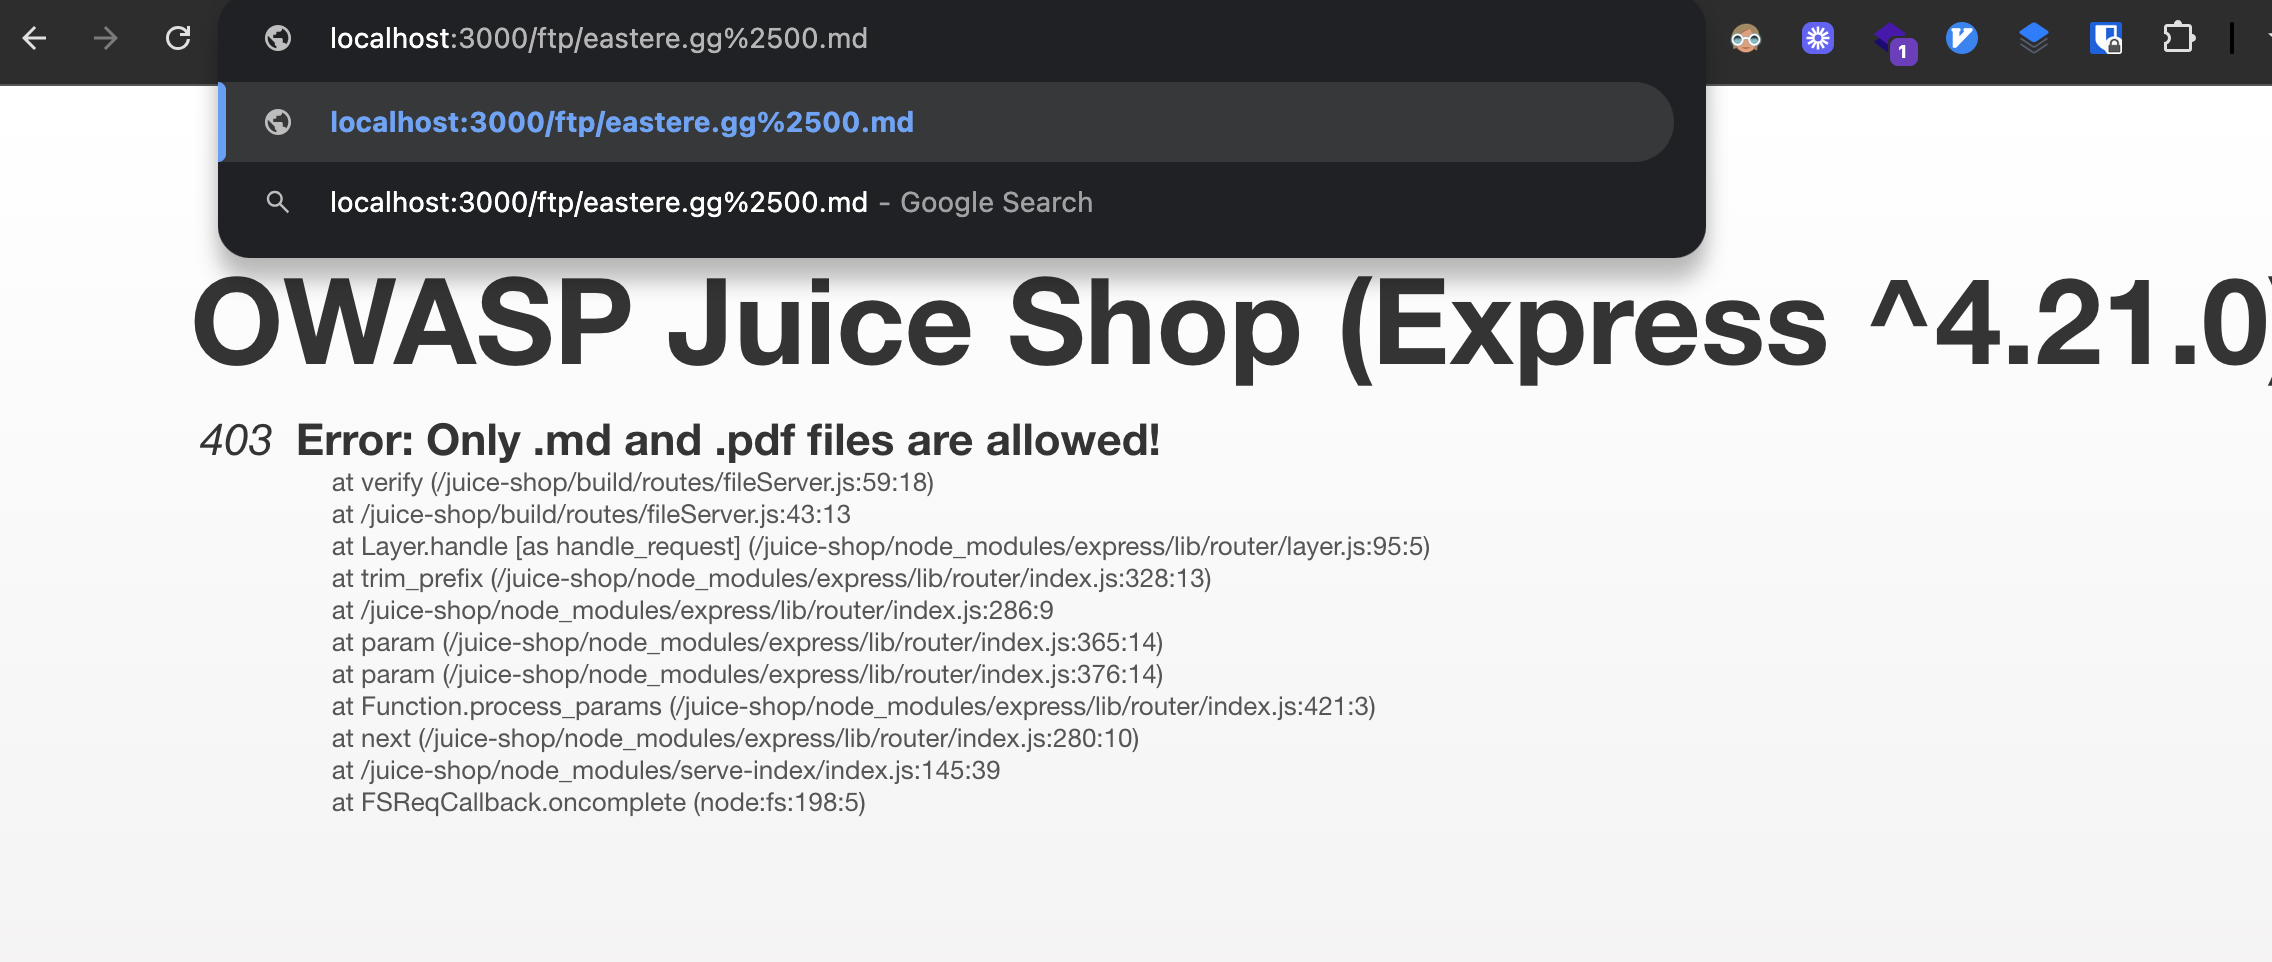 localhost:3000/ftp/eastere.gg%2500.md
1
localhost:3000/ftp/eastere.gg%2500.md
localhost:3000/ftp/eastere.gg%2500.md - Google Search
OWASP Juice Shop (Express ^4.21.0)
403 Error: Only .md and .pdf files are allowed!
at verify (/juice-shop/build/routes/fileServer.js:59:18)
at /juice-shop/build/routes/fileServer.js:43:13
at Layer.handle [as handle_request] (/juice-shop/node_modules/express/lib/router/layer.js:95:5)
at trim_prefix (/juice-shop/node_modules/express/lib/router/index.js:328:13)
at /juice-shop/node_modules/express/lib/router/index.js:286:9
at param (/juice-shop/node_modules/express/lib/router/index.js:365:14)
at param (/juice-shop/node_modules/express/lib/router/index.js:376:14)
at Function.process_params (/juice-shop/node_modules/express/lib/router/index.js:421:3)
at next (/juice-shop/node_modules/express/lib/router/index.js:280:10)
at /juice-shop/node_modules/serve-index/index.js:145:39
at FSReqCallback.oncomplete (node:fs:198:5)